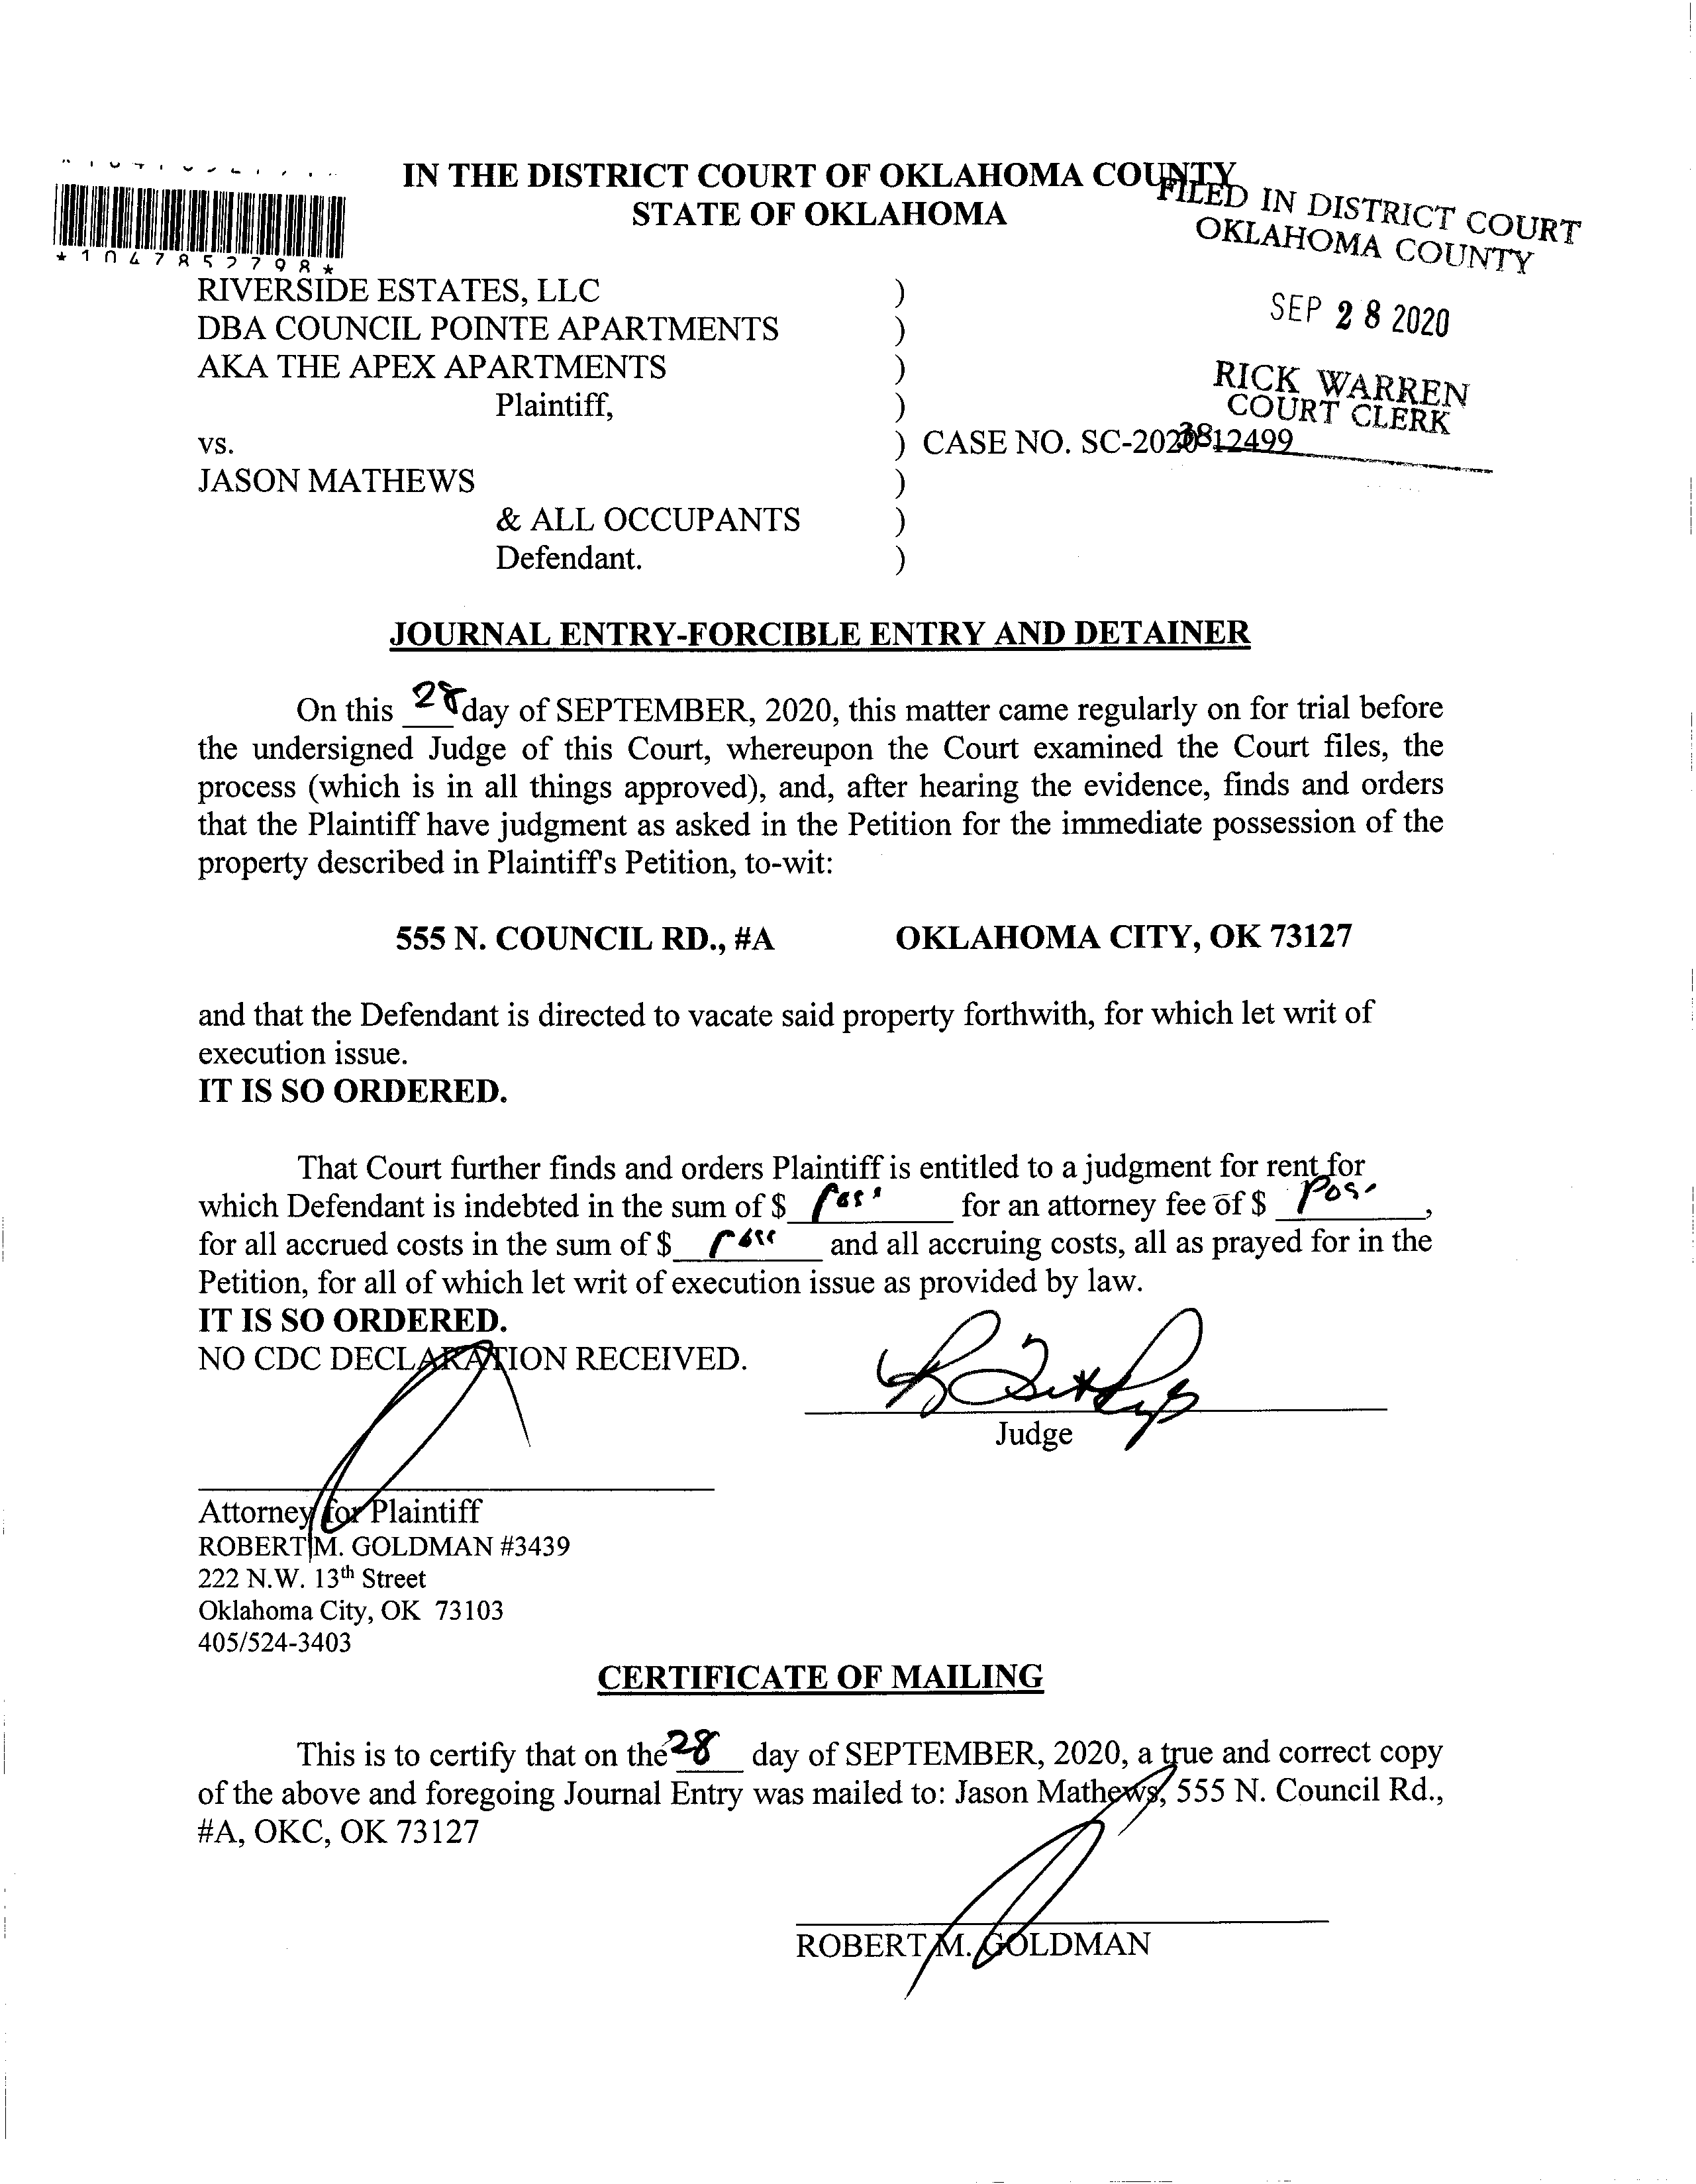 IN THE DISTRICT COURT OF OKLAHOMA COUNTY
STATE OF OKLAHOMA
FILED IN DISTRICT COURT
OKLAHOMA COUNTY
SEP 28 2020
RICK WARREN
COURT CLERK
38
*1047852798*
RIVERSIDE ESTATES, LLC )
DBA COUNCIL POINTE APARTMENTS )
AKA THE APEX APARTMENTS )
Plaintiff, )
vs. ) CASE NO. SC-2020-12499
JASON MATHEWS )
& ALL OCCUPANTS )
Defendant. )
JOURNAL ENTRY-FORCIBLE ENTRY AND DETAINER
On this 28 day of SEPTEMBER, 2020, this matter came regularly on for trial before
the undersigned Judge of this Court, whereupon the Court examined the Court files, the
process (which is in all things approved), and, after hearing the evidence, finds and orders
that the Plaintiff have judgment as asked in the Petition for the immediate possession of the
property described in Plaintiff's Petition, to-wit:
555 N. COUNCIL RD., #A OKLAHOMA CITY, OK 73127
and that the Defendant is directed to vacate said property forthwith, for which let writ of
execution issue.
IT IS SO ORDERED.
That Court further finds and orders Plaintiff is entitled to a judgment for rent for
which Defendant is indebted in the sum of $ for an attorney fee of $ Pos. ,
for all accrued costs in the sum of $ and all accruing costs, all as prayed for in the
Petition, for all of which let writ of execution issue as provided by law.
IT IS SO ORDERED.
NO CDC DECLARATION RECEIVED.
Judge
Attorney for Plaintiff
ROBERT M. GOLDMAN #3439
222 N.W. 13th Street
Oklahoma City, OK 73103
405/524-3403
CERTIFICATE OF MAILING
This is to certify that on the 28 day of SEPTEMBER, 2020, a true and correct copy
of the above and foregoing Journal Entry was mailed to: Jason Mathews, 555 N. Council Rd.,
#A, OKC, OK 73127
ROBERT M. GOLDMAN